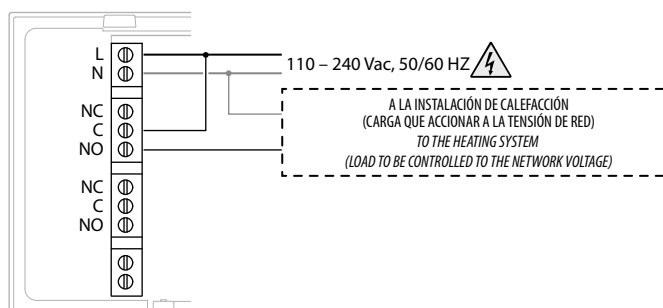 L
N
110 – 240 Vac, 50/60 HZ
NC
C
NO
A LA INSTALACIÓN DE CALEFACCIÓN
(CARGA QUE ACCIONAR A LA TENSIÓN DE RED)
TO THE HEATING SYSTEM
(LOAD TO BE CONTROLLED TO THE NETWORK VOLTAGE)
NC
C
NO